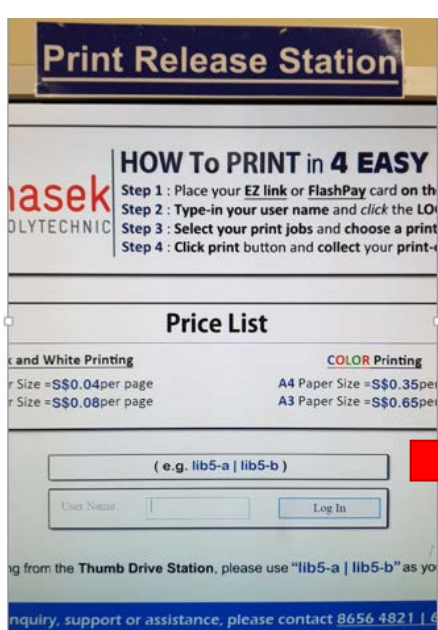 Print Release Station
HOW To PRINT in 4 EASY
nasek
OLYTECHNIC
Step 1 : Place your EZ link or FlashPay card on th
Step 2 : Type-in your user name and click the LO
Step 3 : Select your print jobs and choose a print
Step 4 : Click print button and collect your print-
Price List
and White Printing
COLOR Printing
r Size =S$0.04per page
A4 Paper Size =S$0.35per
r Size =S$0.08per page
A3 Paper Size =S$0.65per
( e.g. lib5-a | lib5-b )
User Name
Log In
ng from the Thumb Drive Station, please use "lib5-a | lib5-b" as yo
nquiry, support or assistance, please contact 8656 4821 | 6